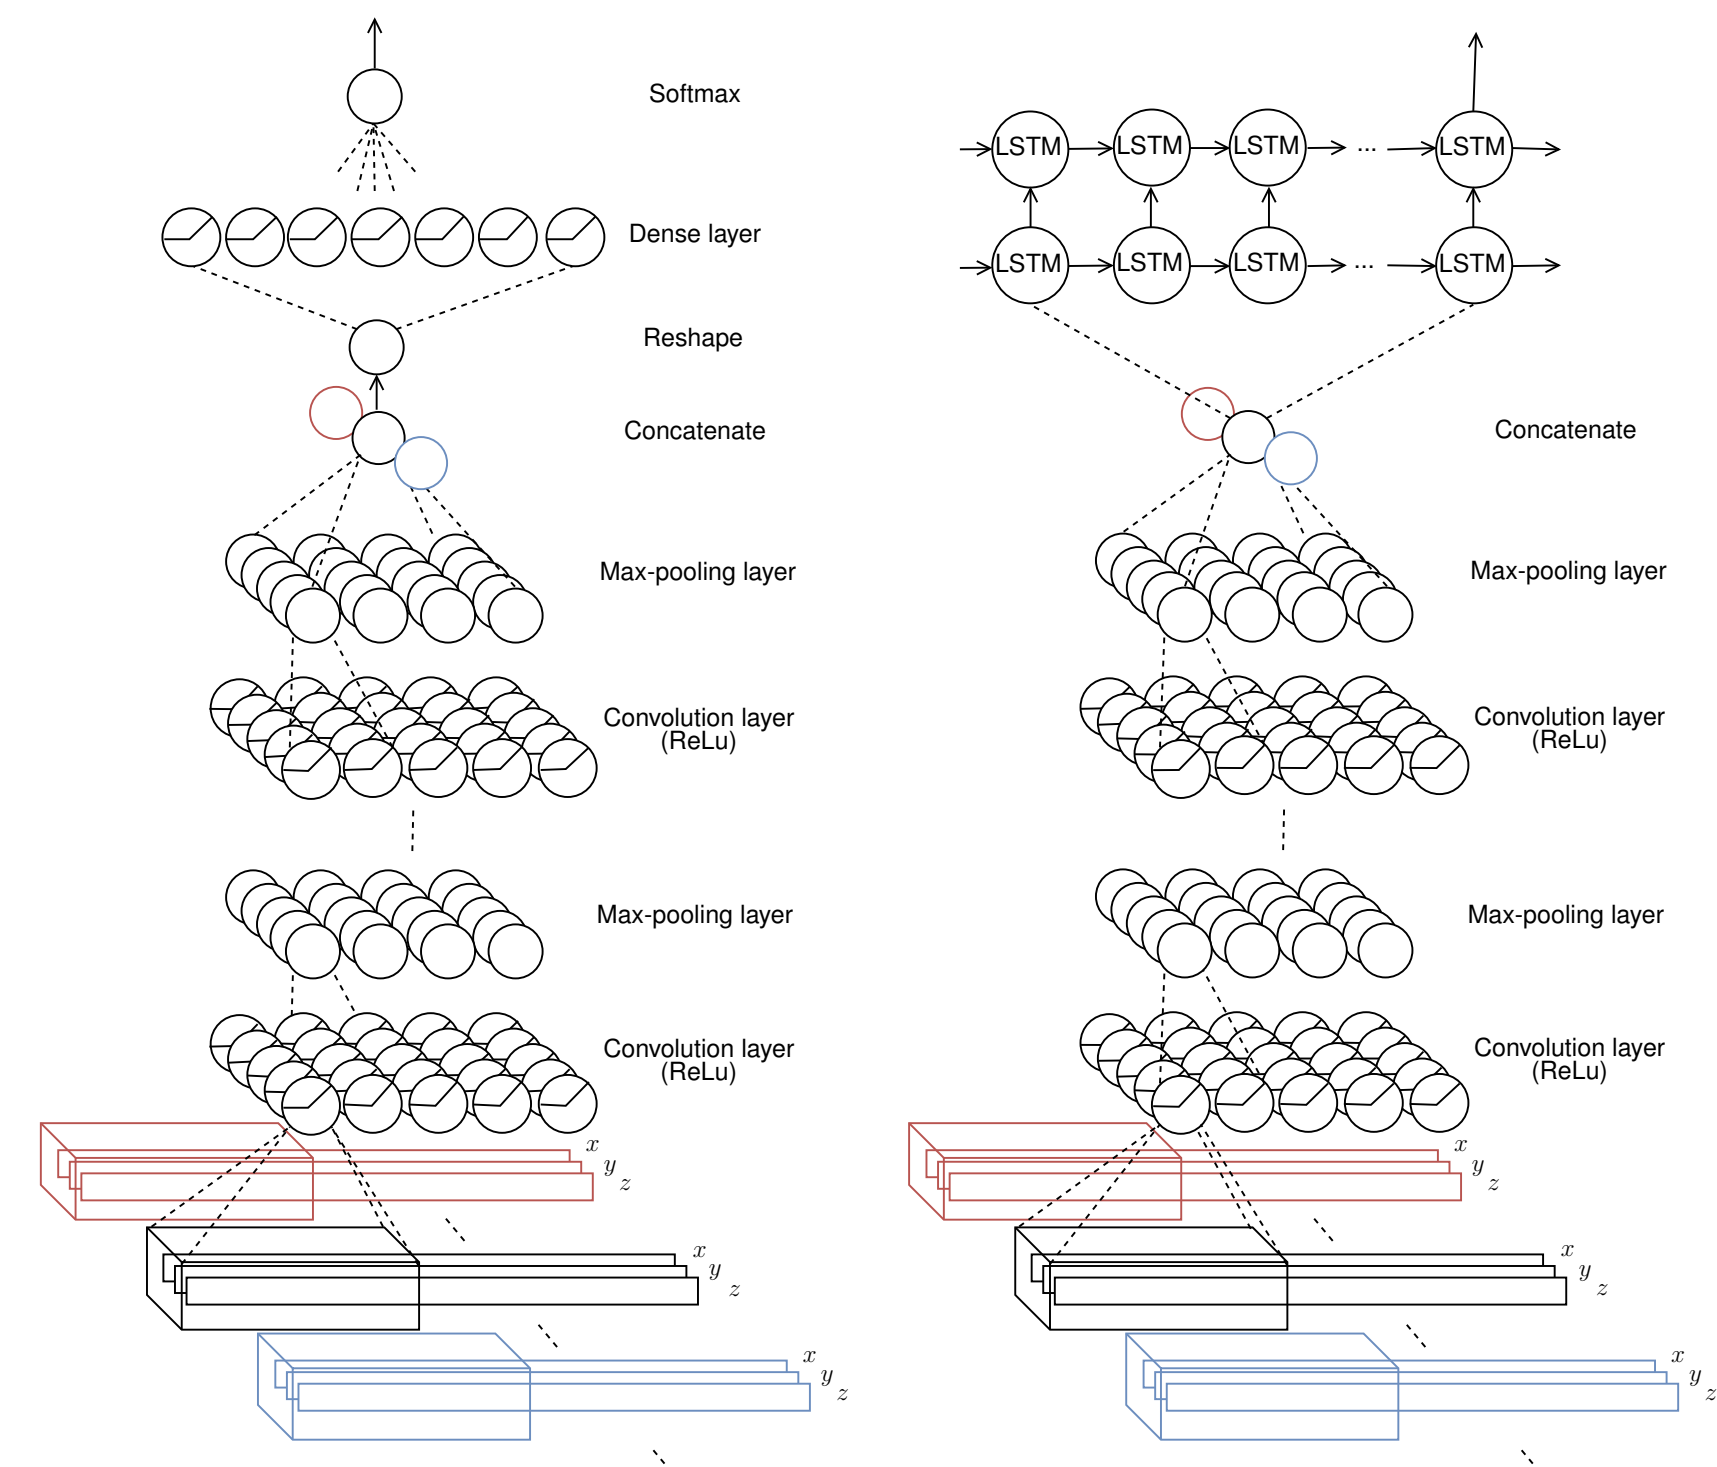 Softmax
Dense layer
Reshape
Concatenate
Max-pooling layer
Convolution layer
(ReLu)
Max-pooling layer
Convolution layer
(ReLu)
x
y
z
x
y
z
x
y
z
LSTM
LSTM
LSTM
...
LSTM
LSTM
LSTM
LSTM
...
LSTM
Concatenate
Max-pooling layer
Convolution layer
(ReLu)
Max-pooling layer
Convolution layer
(ReLu)
x
y
z
x
y
z
x
y
z